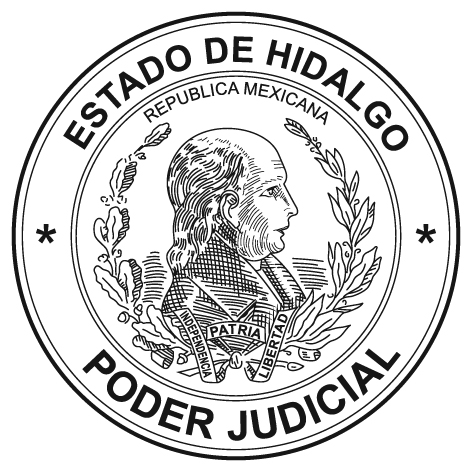 ESTADO DE HIDALGO
REPUBLICA MEXICANA
INDEPENDENCIA
PATRIA
LIBERTAD
PODER JUDICIAL